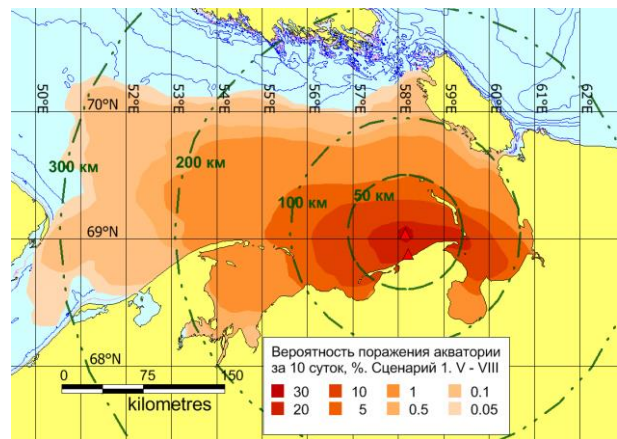 50°E
52°E
53°E
54°E
55°E
56°E
57°E
58°E
59°E
60°E
61°E
62°E
70°N
300 км
200 км
100 км
50 км
69°N
68°N
Вероятность поражения акватории
за 10 суток, %. Сценарий 1. V - VIII
30 10 1 0.1
20 5 0.5 0.05
0 75 150
kilometres